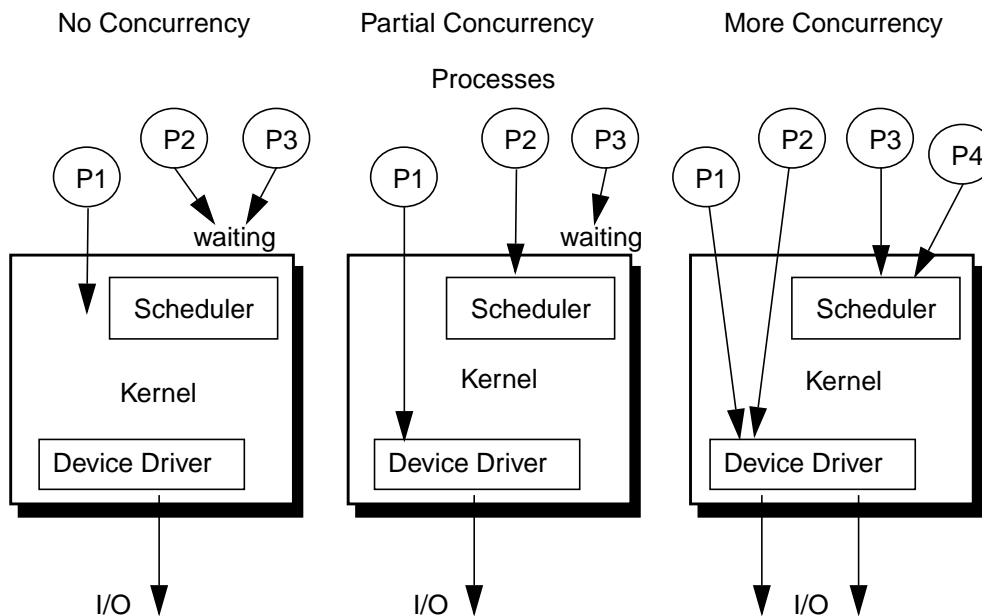 No Concurrency
Partial Concurrency
More Concurrency
Processes
P1
P2
P3
waiting
Scheduler
Kernel
Device Driver
I/O
P1
P2
P3
waiting
Scheduler
Kernel
Device Driver
I/O
P1
P2
P3
P4
Scheduler
Kernel
Device Driver
I/O